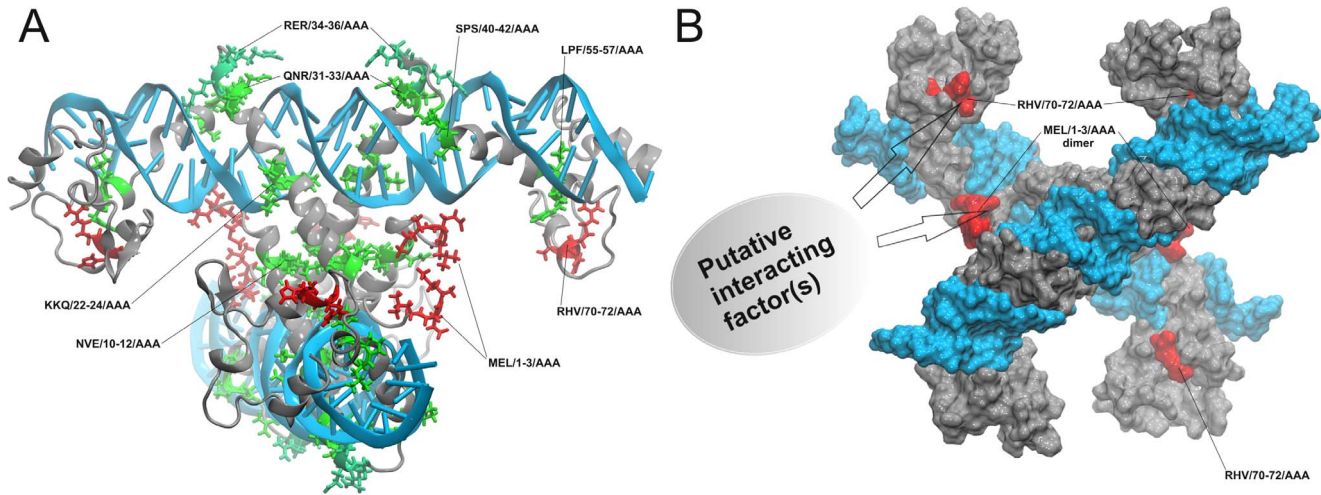 A
RER/34-36/AAA
SPS/40-42/AAA
LPF/55-57/AAA
QNR/31-33/AAA
KKQ/22-24/AAA
NVE/10-12/AAA
RHV/70-72/AAA
MEL/1-3/AAA
B
RHV/70-72/AAA
MEL/1-3/AAA
dimer
Putative
interacting
factor(s)
RHV/70-72/AAA